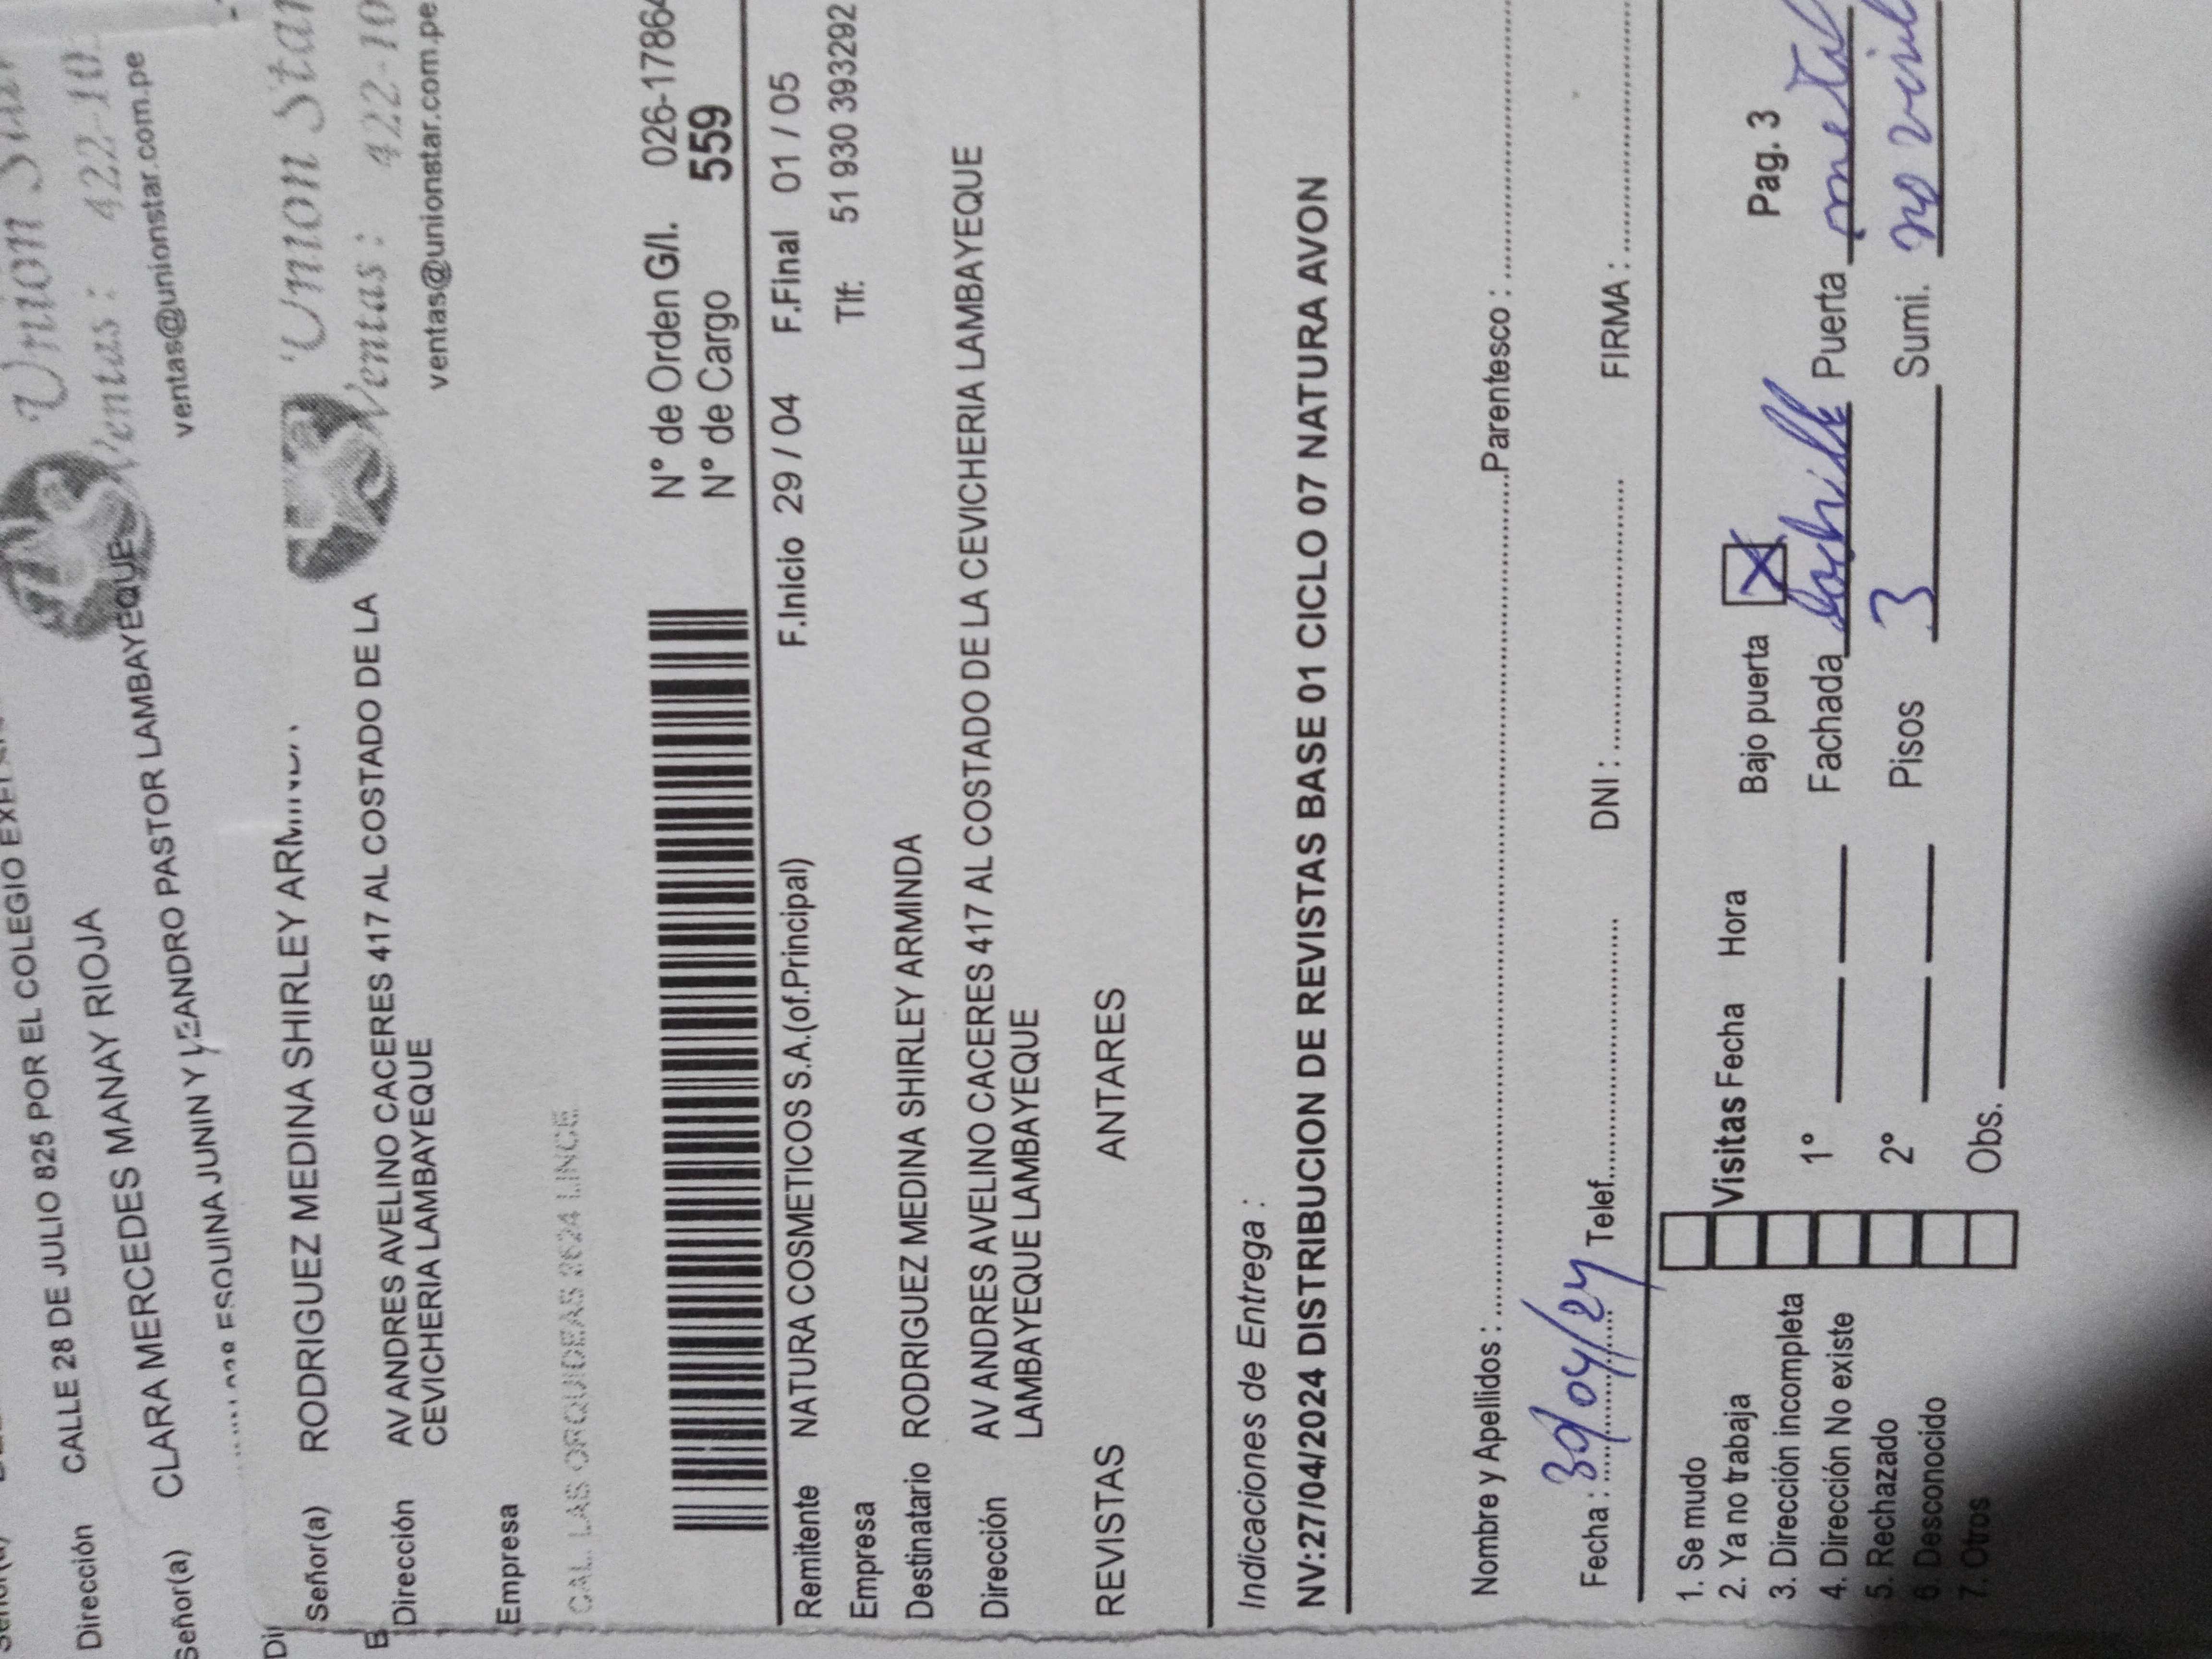 CALLE 28 DE JULIO 825 POR EL COLEGIO
Dirección
CLARA MERCEDES MANAY RIOJA
Señor(a)
ESQUINA JUNIN Y LEANDRO PASTOR LAMBAYEQUE
Union
Ventas: 422-10
ventas@unionstar.com.pe
Señor(a) RODRIGUEZ MEDINA SHIRLEY
Dirección AV ANDRES AVELINO CACERES 417 AL COSTADO DE LA
CEVICHERIA LAMBAYEQUE
Union Star
Ventas: 422-10
ventas@unionstar.com.pe
Empresa
CAL. LAS ORQUIDEAS 2624 LINCE
N° de Orden G/I. 026-17864
N° de Cargo 559
Remitente NATURA COSMETICOS S.A.(of.Principal) F.Inicio 29 / 04 F.Final 01 / 05
Empresa Tlf: 51 930 393292
Destinatario RODRIGUEZ MEDINA SHIRLEY ARMINDA
Dirección AV ANDRES AVELINO CACERES 417 AL COSTADO DE LA CEVICHERIA LAMBAYEQUE
LAMBAYEQUE LAMBAYEQUE
REVISTAS ANTARES
Indicaciones de Entrega :
NV:27/04/2024 DISTRIBUCION DE REVISTAS BASE 01 CICLO 07 NATURA AVON
Nombre y Apellidos : Parentesco :
Fecha : 30/04/24 Telef. DNI : FIRMA :
1. Se mudo
2. Ya no trabaja
3. Dirección incompleta
4. Dirección No existe
5. Rechazado
6. Desconocido
7. Otros
Visitas Fecha Hora Bajo puerta X Pag. 3
1° Fachada Puerta
2° Pisos 3 Sumi. no
Obs.